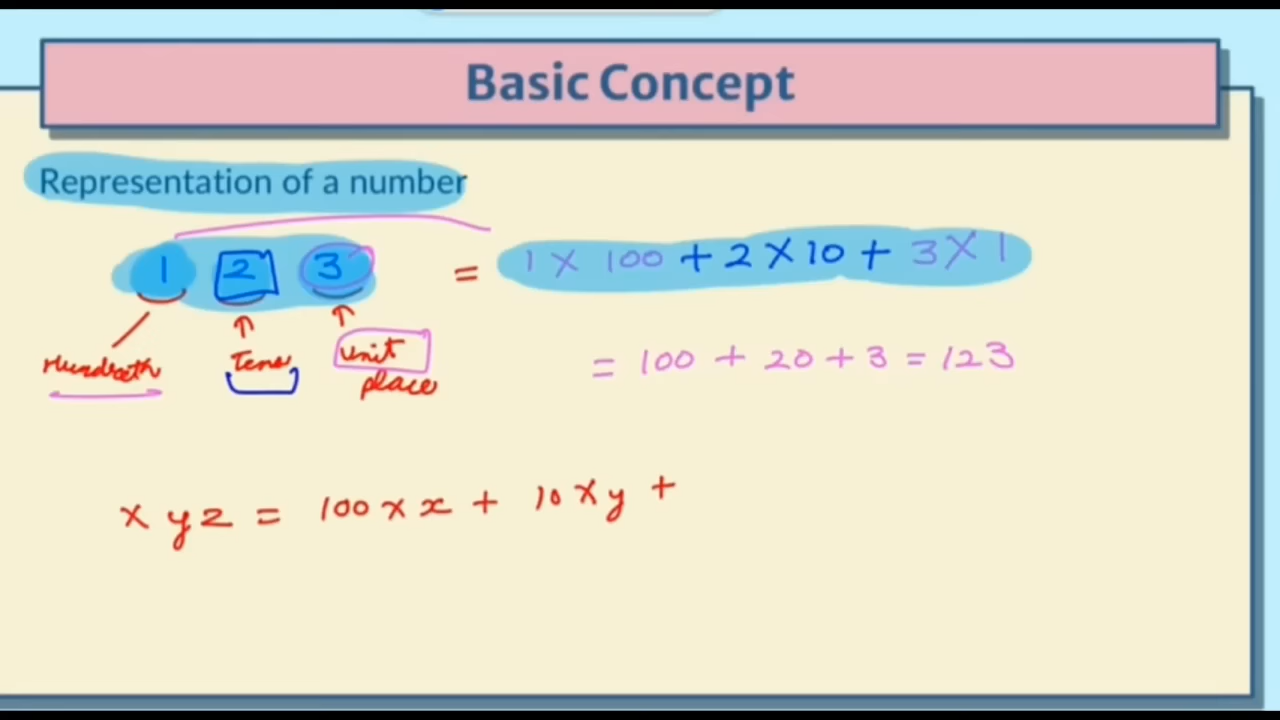 Basic Concept
Representation of a number
1 2 3 = 1 × 100 + 2 × 10 + 3 × 1
Hundreth Tens unit
place
= 100 + 20 + 3 = 123
x y z = 100 × x + 10 × y +